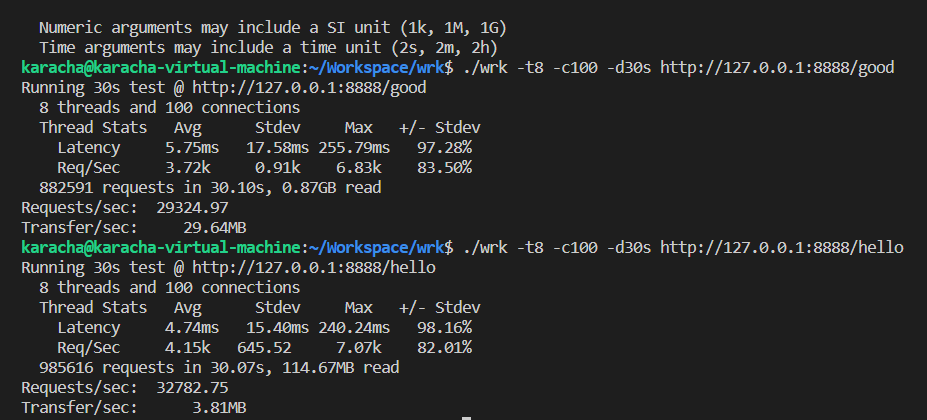 Numeric arguments may include a SI unit (1k, 1M, 1G)
Time arguments may include a time unit (2s, 2m, 2h)
karacha@karacha-virtual-machine:~/Workspace/wrk$ ./wrk -t8 -c100 -d30s http://127.0.0.1:8888/good
Running 30s test @ http://127.0.0.1:8888/good
8 threads and 100 connections
Thread Stats Avg Stdev Max +/- Stdev
Latency 5.75ms 17.58ms 255.79ms 97.28%
Req/Sec 3.72k 0.91k 6.83k 83.50%
882591 requests in 30.10s, 0.87GB read
Requests/sec: 29324.97
Transfer/sec: 29.64MB
karacha@karacha-virtual-machine:~/Workspace/wrk$ ./wrk -t8 -c100 -d30s http://127.0.0.1:8888/hello
Running 30s test @ http://127.0.0.1:8888/hello
8 threads and 100 connections
Thread Stats Avg Stdev Max +/- Stdev
Latency 4.74ms 15.40ms 240.24ms 98.16%
Req/Sec 4.15k 645.52 7.07k 82.01%
985616 requests in 30.07s, 114.67MB read
Requests/sec: 32782.75
Transfer/sec: 3.81MB